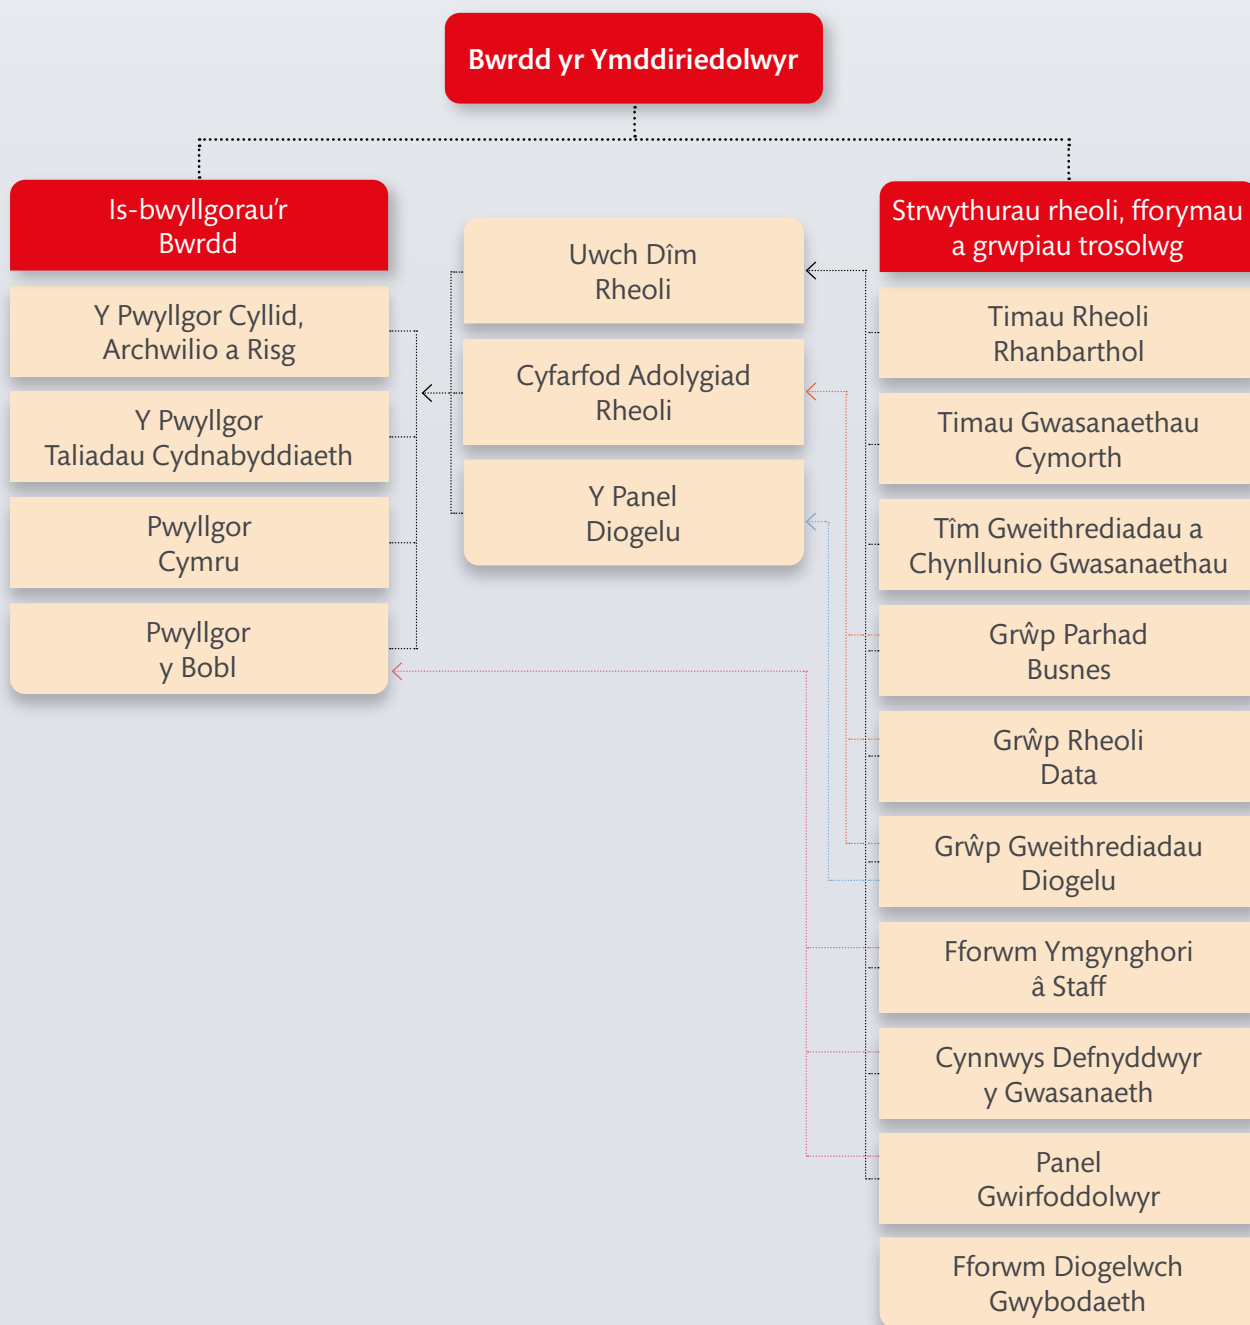 Bwrdd yr Ymddiriedolwyr
Is-bwyllgorau’r
Bwrdd
Y Pwyllgor Cyllid,
Archwilio a Risg
Y Pwyllgor
Taliadau Cydnabyddiaeth
Pwyllgor
Cymru
Pwyllgor
y Bobl
Uwch Dîm
Rheoli
Cyfarfod Adolygiad
Rheoli
Y Panel
Diogelu
Strwythurau rheoli, fforymau
a grwpiau trosolwg
Timau Rheoli
Rhanbarthol
Timau Gwasanaethau
Cymorth
Tîm Gweithrediadau a
Chynllunio Gwasanaethau
Grŵp Parhad
Busnes
Grŵp Rheoli
Data
Grŵp Gweithrediadau
Diogelu
Fforwm Ymgynghori
â Staff
Cynnwys Defnyddwyr
y Gwasanaeth
Panel
Gwirfoddolwyr
Fforwm Diogelwch
Gwybodaeth